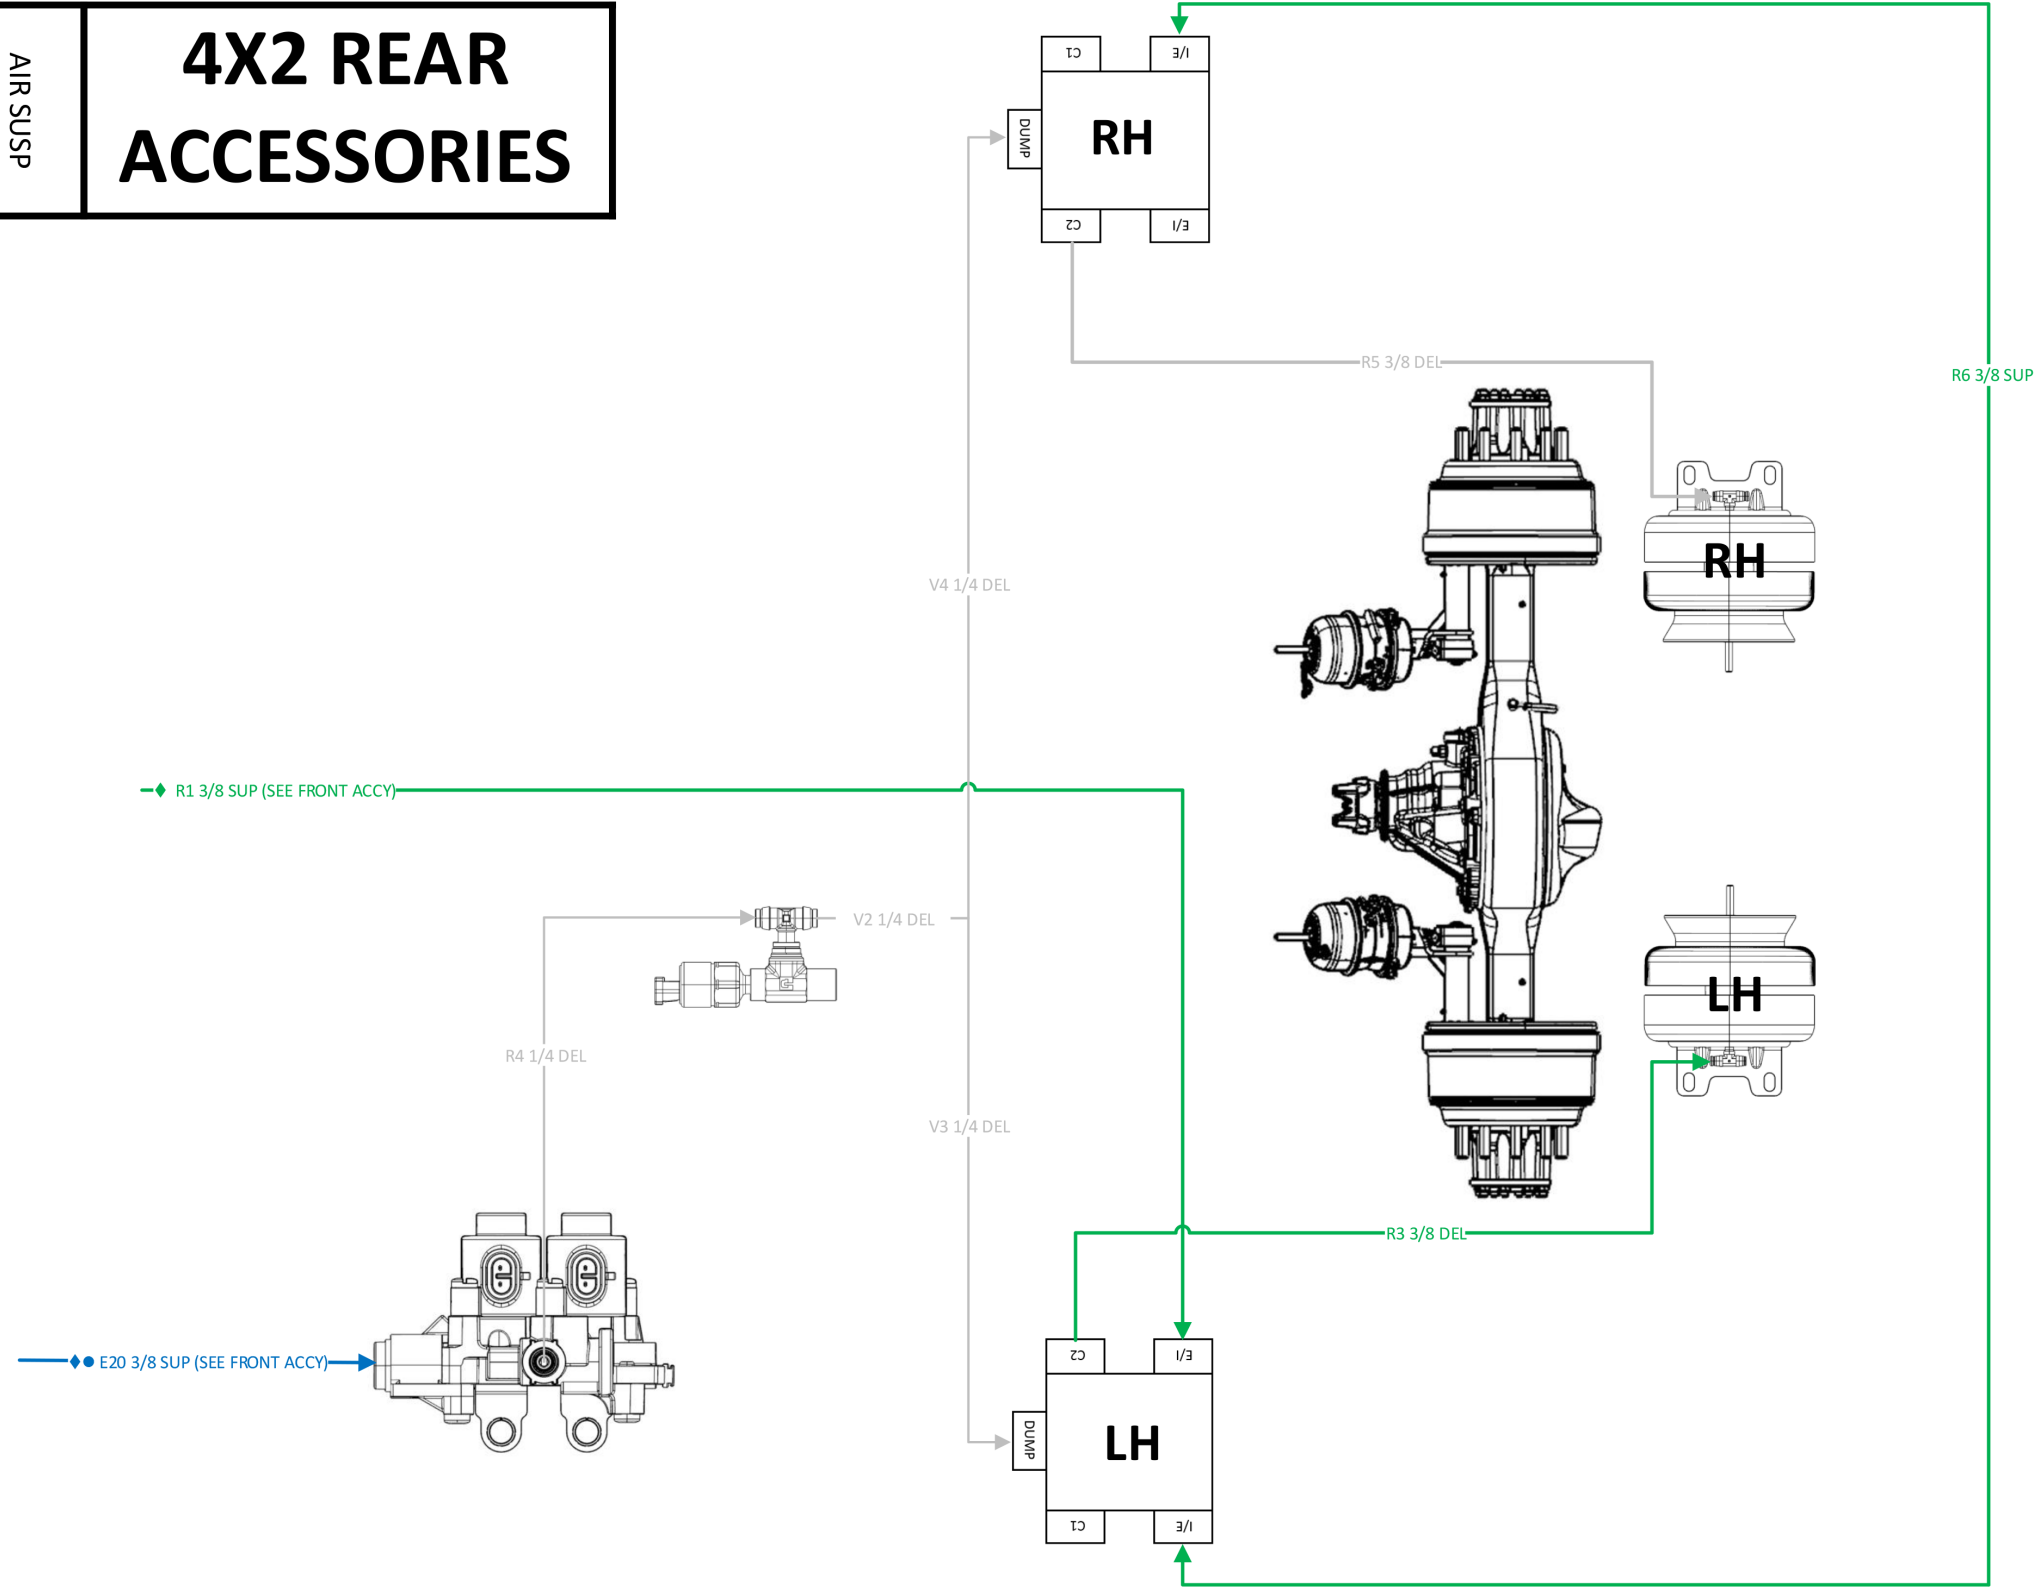 AIR SUSP
4X2 REAR
ACCESSORIES
C1
I/E
DUMP
RH
C2
E/I
R5 3/8 DEL
R6 3/8 SUP
RH
V4 1/4 DEL
R1 3/8 SUP (SEE FRONT ACCY)
V2 1/4 DEL
LH
R4 1/4 DEL
V3 1/4 DEL
R3 3/8 DEL
C2
E/I
E20 3/8 SUP (SEE FRONT ACCY)
DUMP
LH
C1
I/E